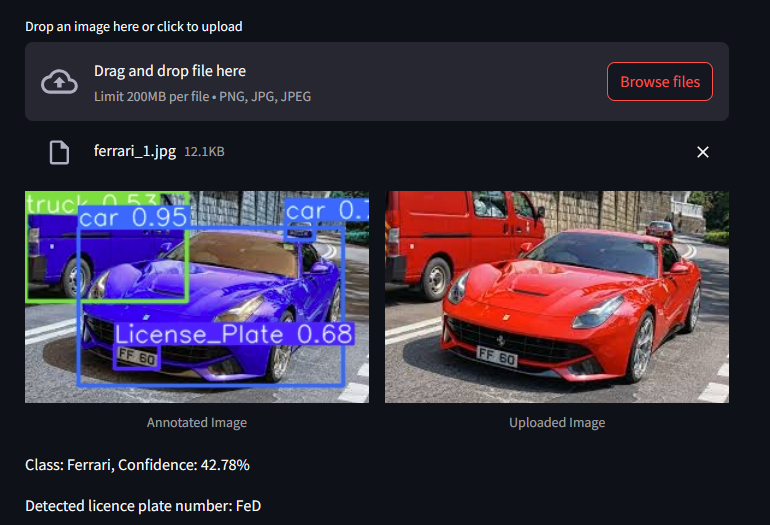 Drop an image here or click to upload
Drag and drop file here
Limit 200MB per file • PNG, JPG, JPEG
Browse files
ferrari_1.jpg 12.1KB
truck 0.53
car 0.95
car 0.
License_Plate 0.68
FF 60
FF 60
Annotated Image
Uploaded Image
Class: Ferrari, Confidence: 42.78%
Detected licence plate number: FeD